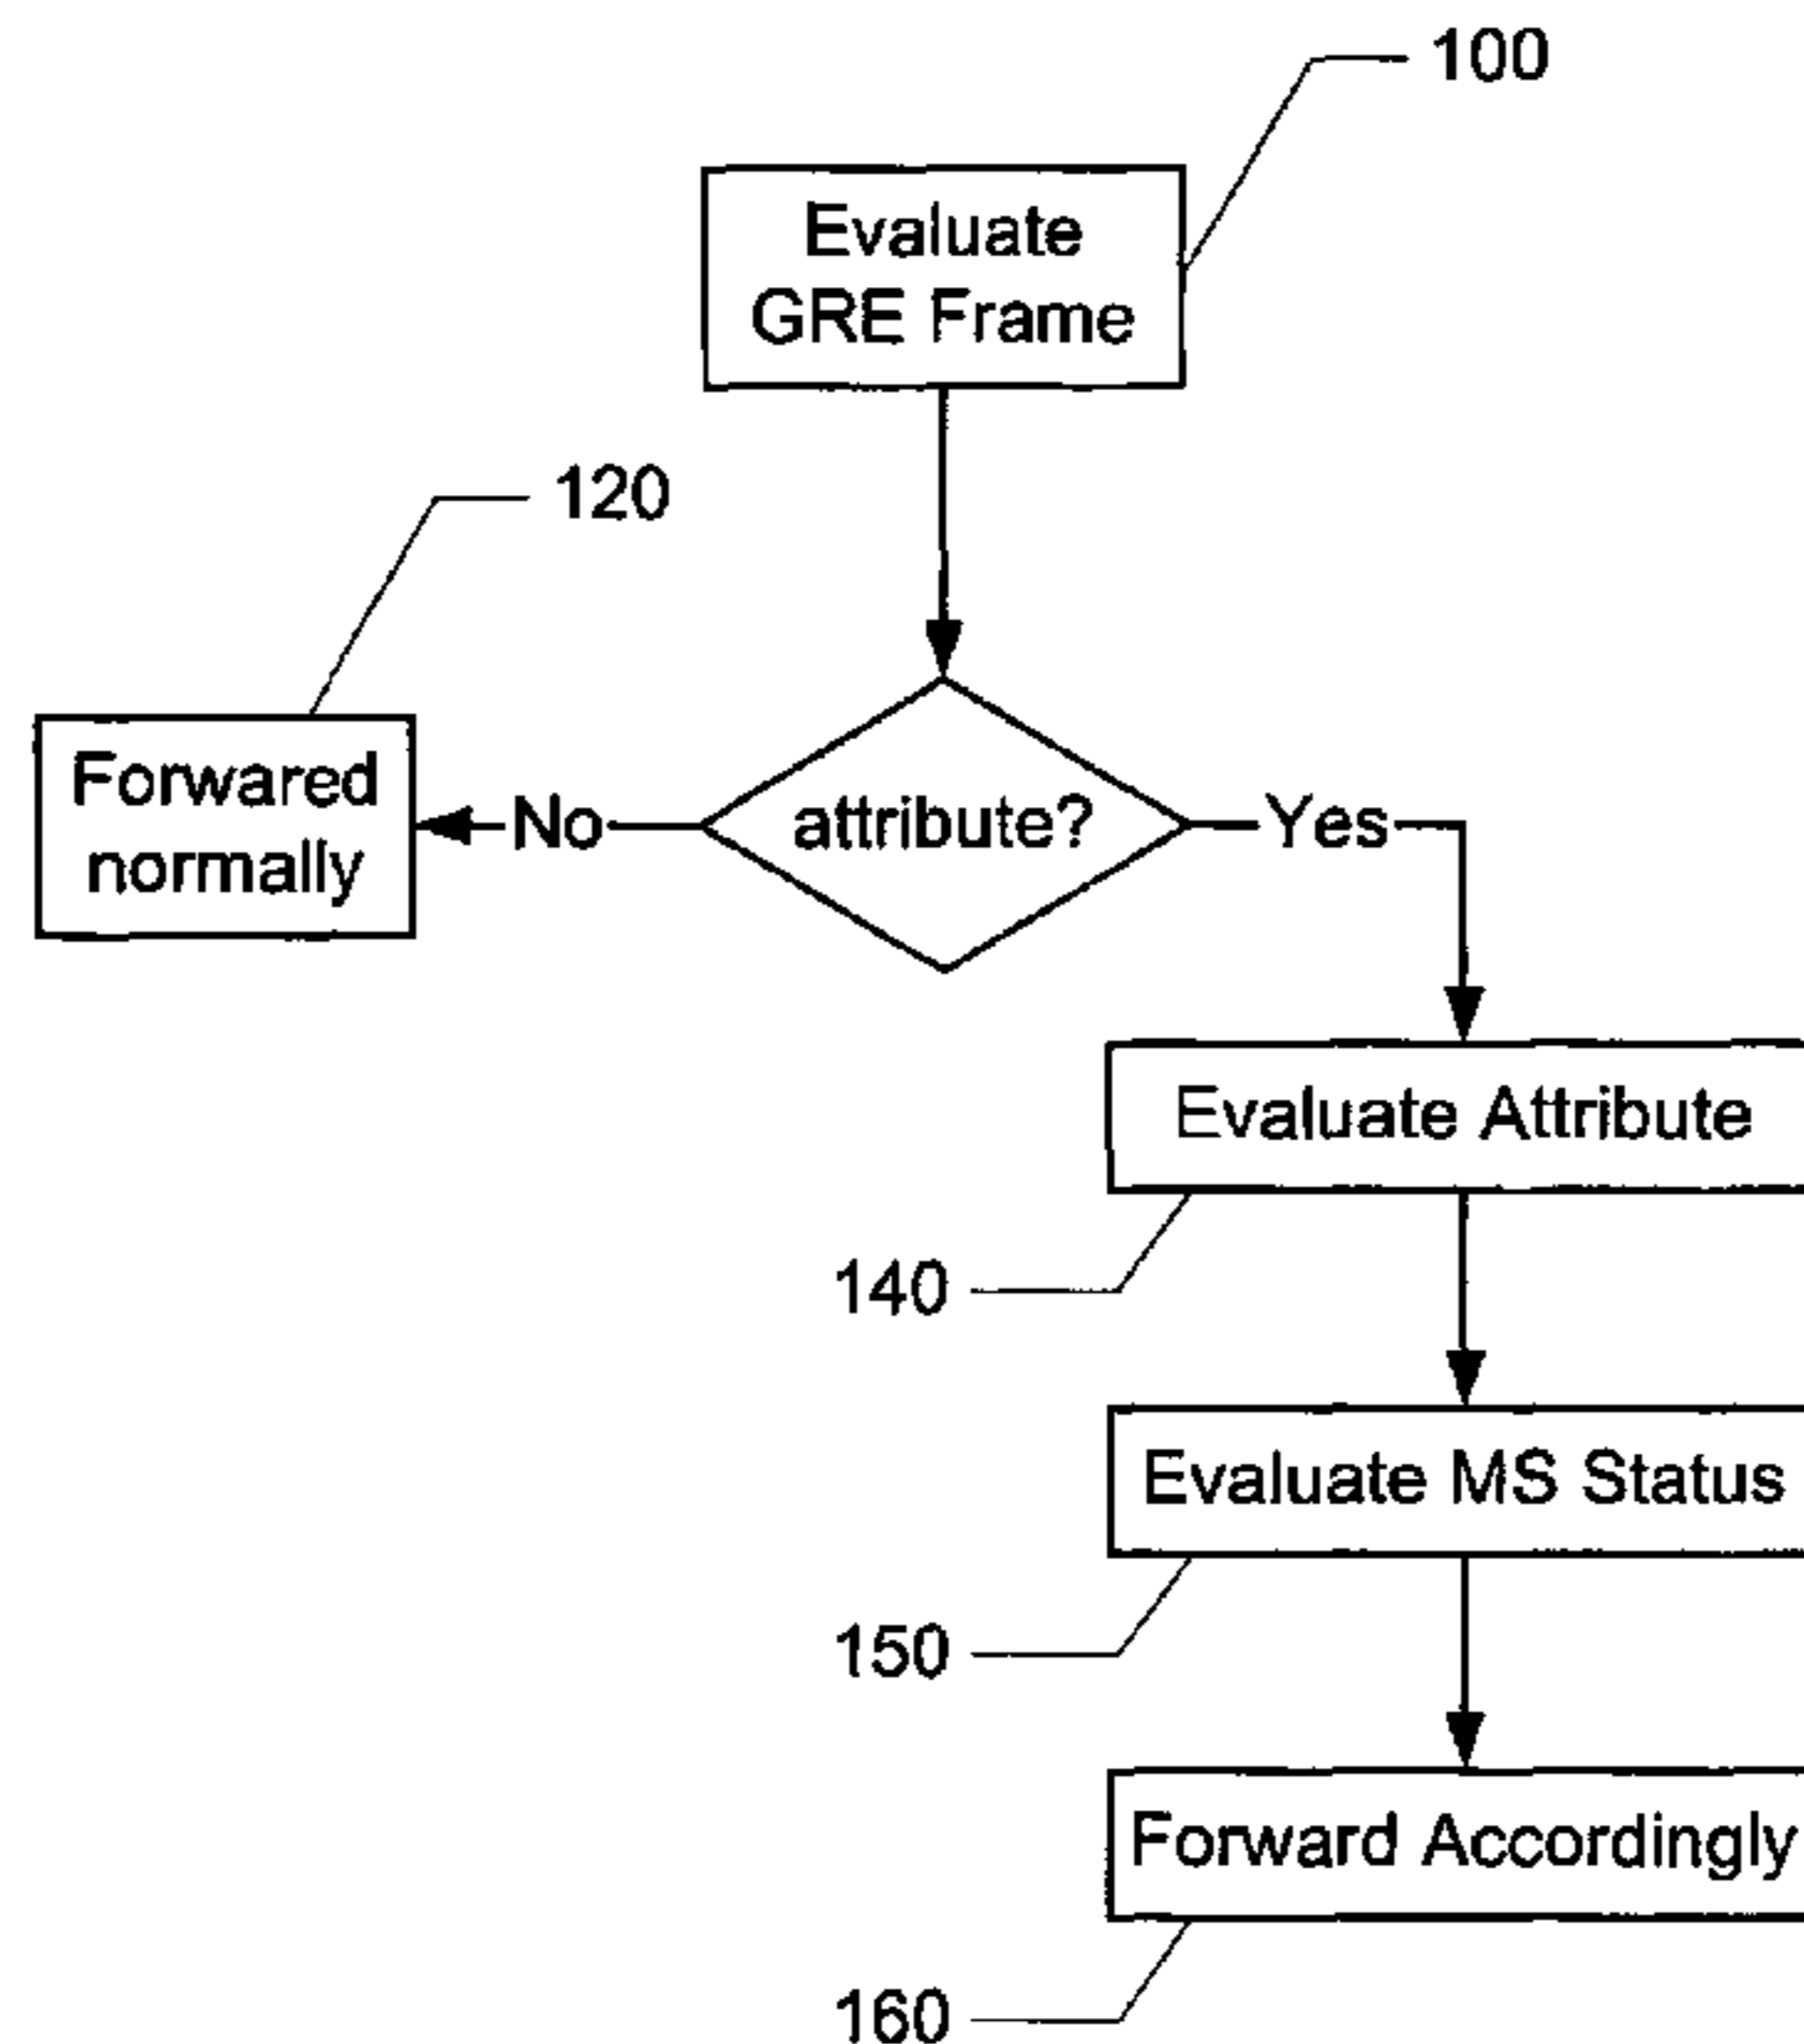 100
Evaluate
GRE Frame
120
Forwared
normally
No
attribute?
Yes
Evaluate Attribute
140
Evaluate MS Status
150
Forward Accordingly
160